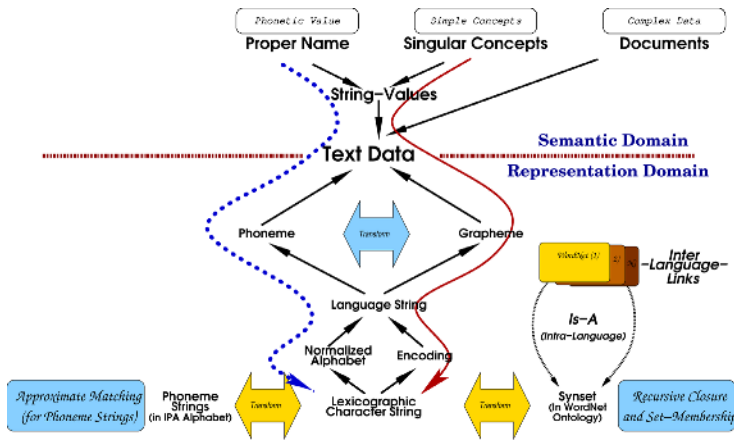 Phonetic Value
Simple Concepts
Complex Data
Proper Name
Singular Concepts
Documents
String-Values
Semantic Domain
Text Data
Representation Domain
Phoneme
Transform
Grapheme
WordNet (1)
Inter
-Language-
Links
Language String
Is-A
(Intra-Language)
Normalized
Alphabet
Encoding
Approximate Matching
(for Phoneme Strings)
Phoneme
Strings
(in IPA Alphabet)
Transform
Lexicographic
Character String
Transform
Synset
(In WordNet
Ontology)
Recursive Closure
and Set-Membership